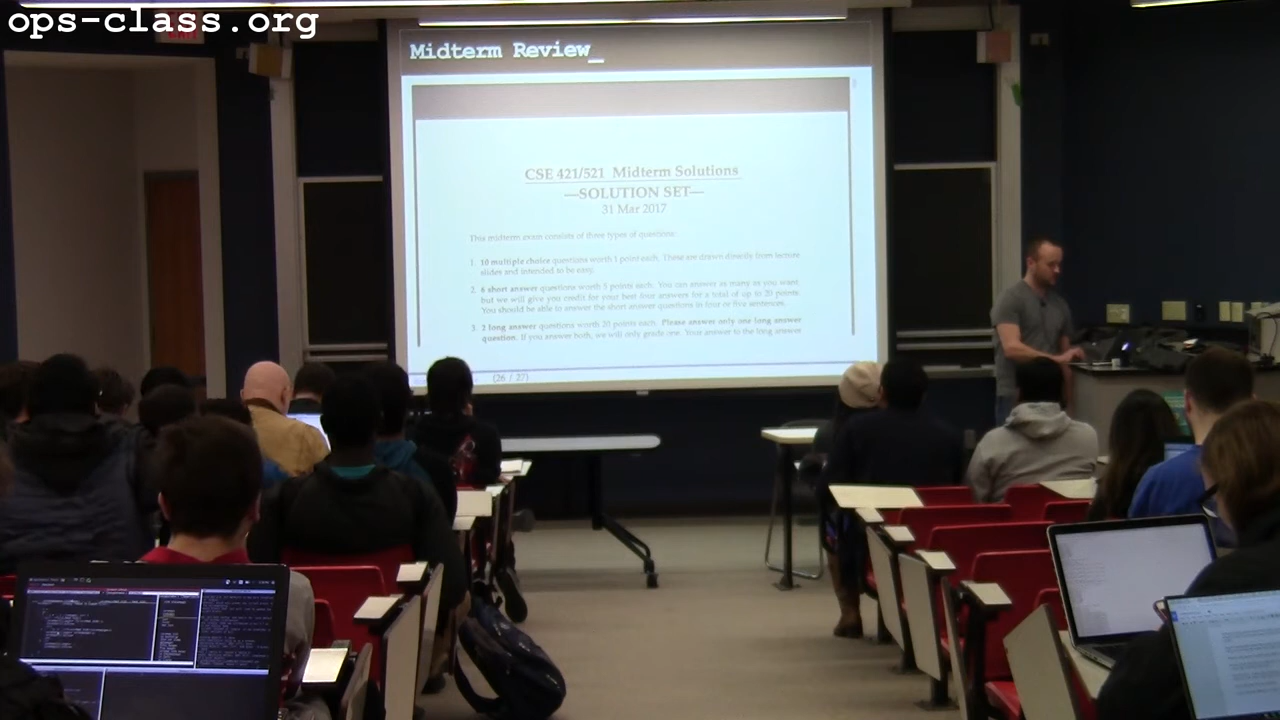 ops-class.org
Midterm Review_
CSE 421/521 Midterm Solutions
—SOLUTION SET—
31 Mar 2017
This midterm exam consists of three types of questions:
1. 10 multiple choice questions worth 1 point each. These are drawn directly from lecture
slides and intended to be easy.
2. 6 short answer questions worth 5 points each. You can answer as many as you want
but we will give you credit for your best four answers for a total of up to 20 points.
You should be able to answer the short answer questions in four or five sentences.
3. 2 long answer questions worth 20 points each. Please answer only one long answer
question. If you answer both, we will only grade one. Your answer to the long answer
(26 / 27)